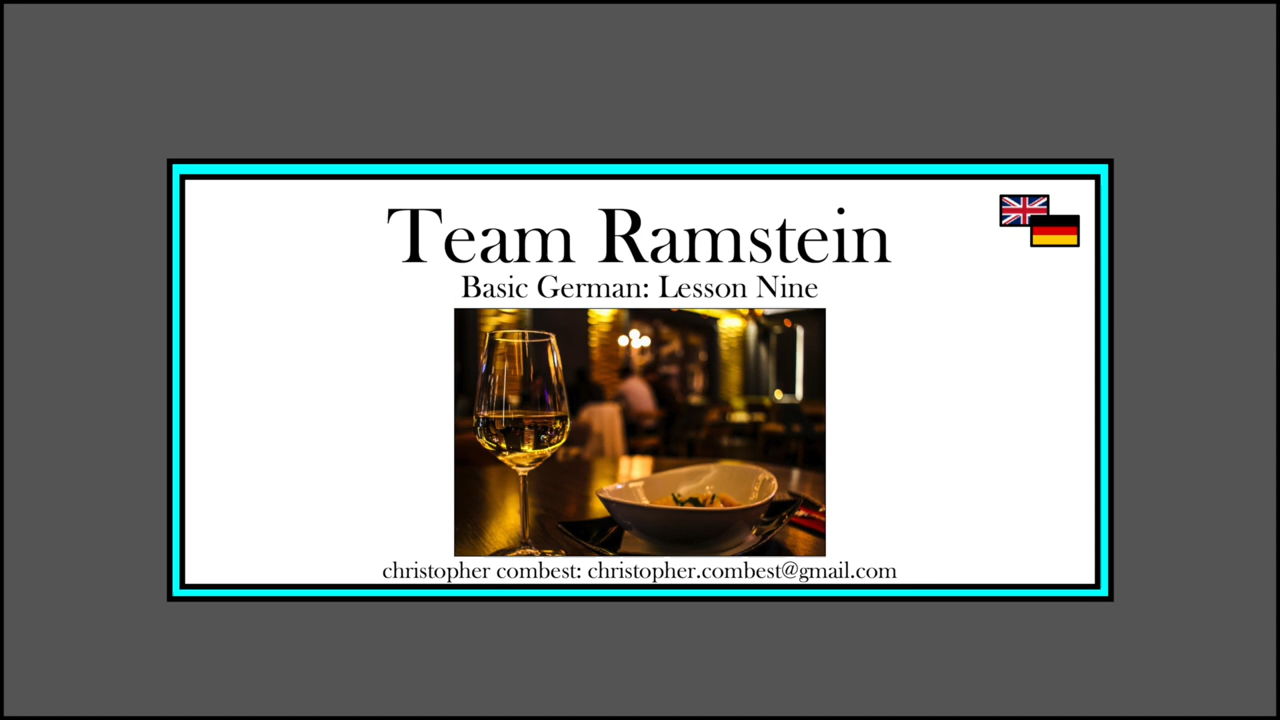 Team Ramstein
Basic German: Lesson Nine
christopher combest: christopher.combest@gmail.com